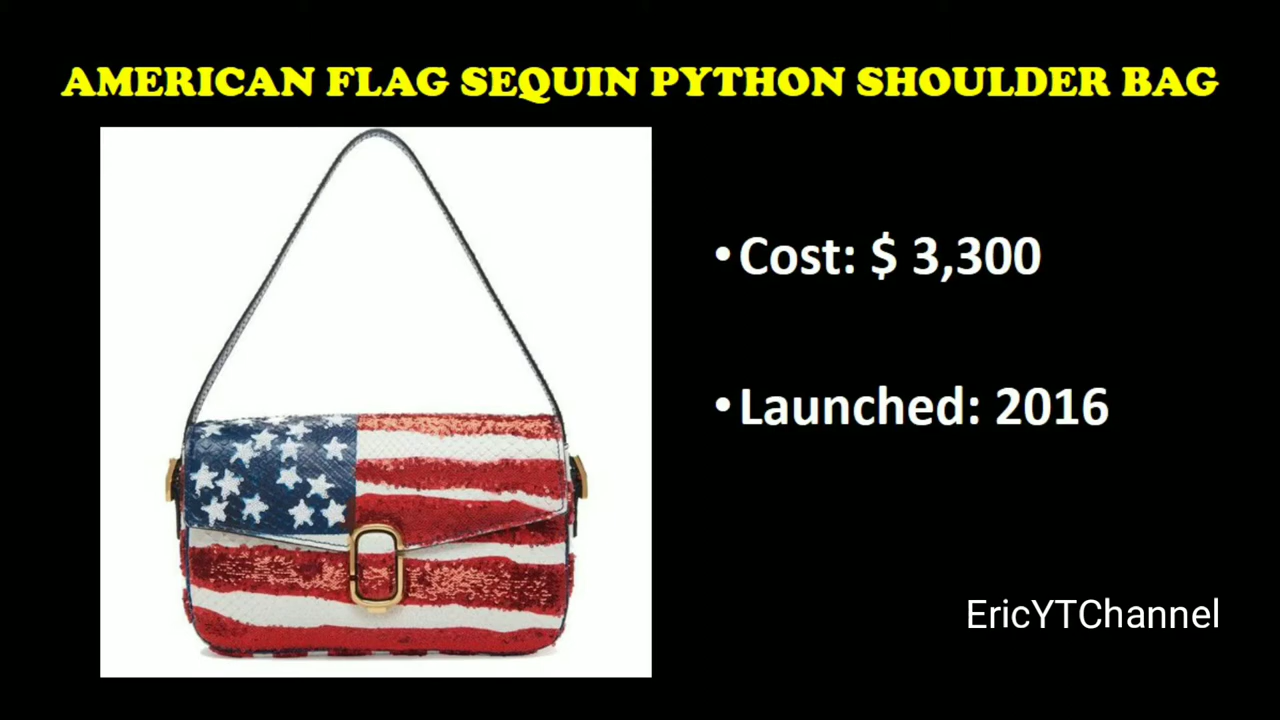 AMERICAN FLAG SEQUIN PYTHON SHOULDER BAG
• Cost: $ 3,300
• Launched: 2016
EricYTChannel